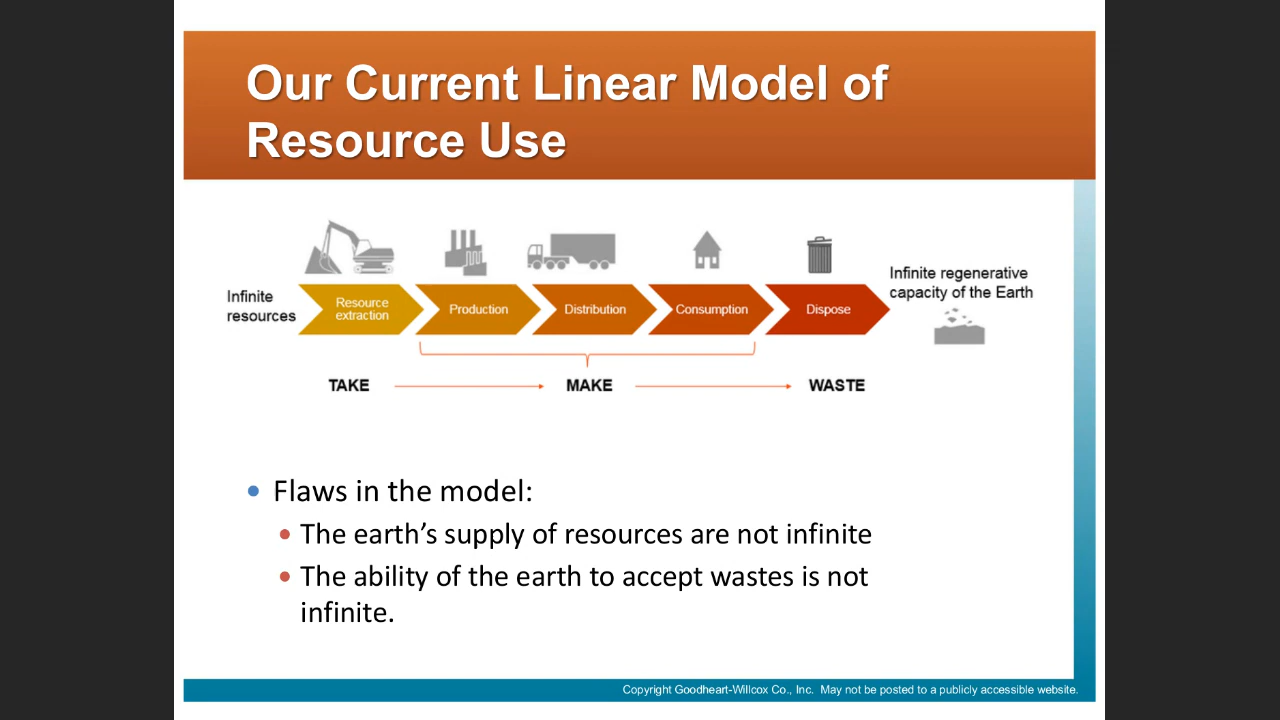 Our Current Linear Model of
Resource Use
Infinite
resources
Resource
extraction
Production
Distribution
Consumption
Dispose
Infinite regenerative
capacity of the Earth
TAKE
MAKE
WASTE
Flaws in the model:
The earth’s supply of resources are not infinite
The ability of the earth to accept wastes is not
infinite.
Copyright Goodheart-Willcox Co., Inc.  May not be posted to a publicly accessible website.